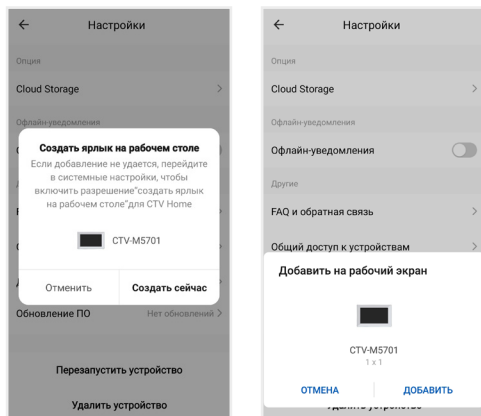 Настройки
Опция
Cloud Storage
Офлайн-уведомления
Создать ярлык на рабочем столе
Если добавление не удается, перейдите
в системные настройки, чтобы
включить разрешение"создать ярлык
на рабочем столе"для CTV Home
CTV-M5701
Отменить
Создать сейчас
Обновление ПО
Нет обновлений
Перезапустить устройство
Удалить устройство
Настройки
Опция
Cloud Storage
Офлайн-уведомления
Офлайн-уведомления
Другие
FAQ и обратная связь
Общий доступ к устройствам
Добавить на рабочий экран
CTV-M5701
1 x 1
ОТМЕНА
ДОБАВИТЬ
Удалить устройство